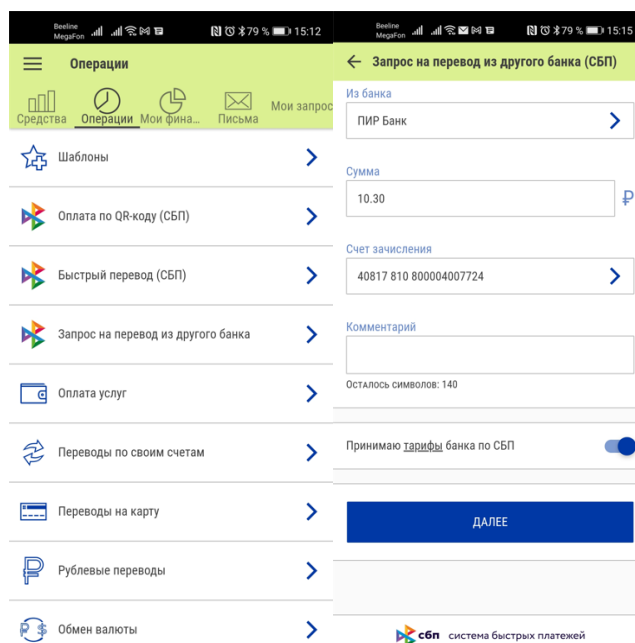 Beeline
MegaFon
79 % 15:12
Операции
Средства Операции Мои фина... Письма Мои запрос
Шаблоны
Оплата по QR-коду (СБП)
Быстрый перевод (СБП)
Запрос на перевод из другого банка
Оплата услуг
Переводы по своим счетам
Переводы на карту
Рублевые переводы
Обмен валюты
Beeline
MegaFon
79 % 15:15
Запрос на перевод из другого банка (СБП)
Из банка
ПИР Банк
Сумма
10.30 ₽
Счет зачисления
40817 810 800004007724
Комментарий
Осталось символов: 140
Принимаю тарифы банка по СБП
ДАЛЕЕ
сбп система быстрых платежей